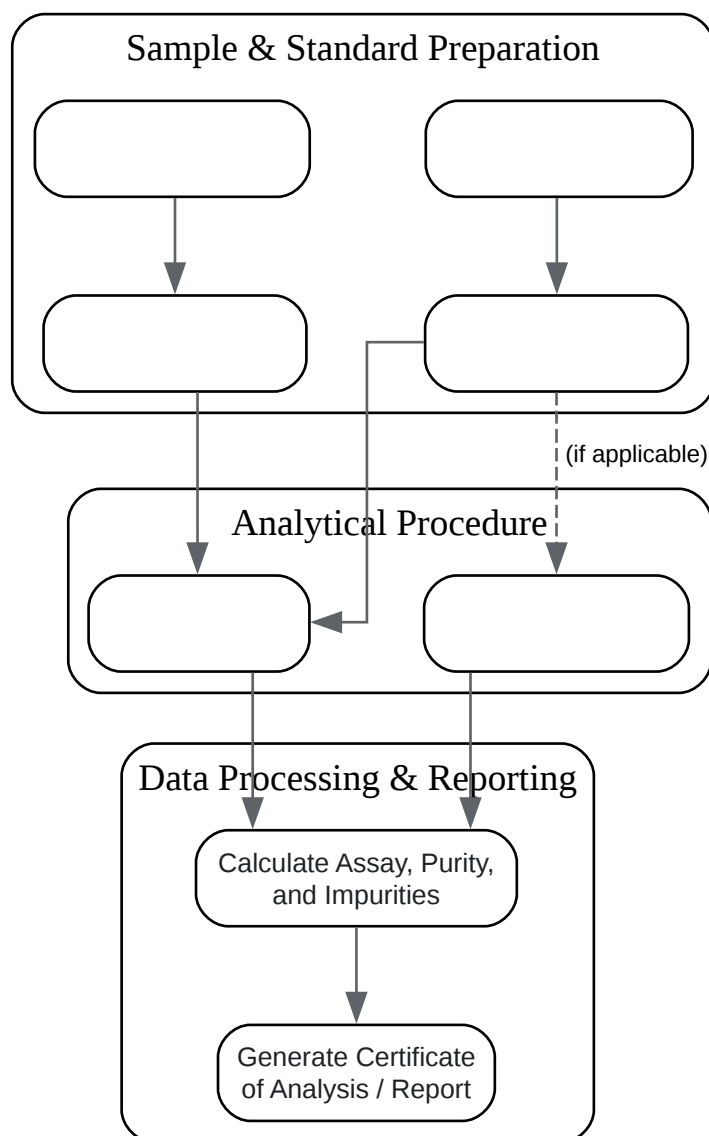 Sample & Standard Preparation
(if applicable)
Analytical Procedure
Data Processing & Reporting
Calculate Assay, Purity,
and Impurities
Generate Certificate
of Analysis / Report